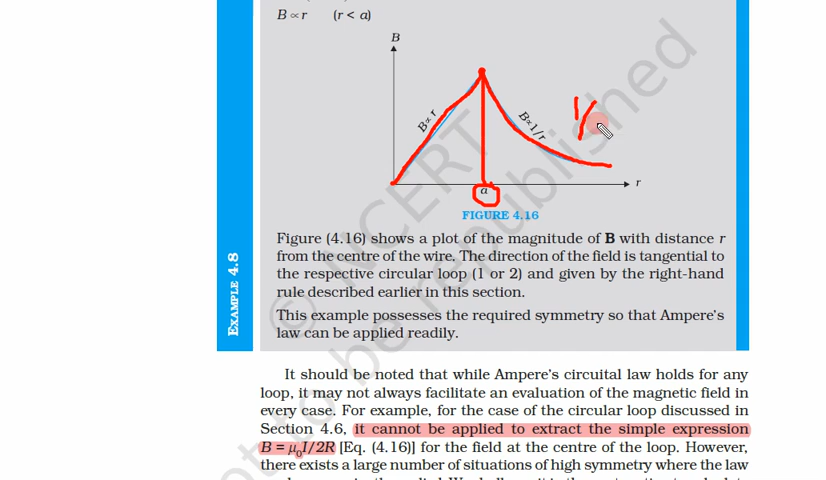 B ∝ r (r < a)
B
B ∝ r
B ∝ 1/r
1/
a
r
FIGURE 4.16
Figure (4.16) shows a plot of the magnitude of B with distance r
from the centre of the wire. The direction of the field is tangential to
the respective circular loop (1 or 2) and given by the right-hand
rule described earlier in this section.
This example possesses the required symmetry so that Ampere's
law can be applied readily.
EXAMPLE 4.8
It should be noted that while Ampere's circuital law holds for any
loop, it may not always facilitate an evaluation of the magnetic field in
every case. For example, for the case of the circular loop discussed in
Section 4.6, it cannot be applied to extract the simple expression
B = μ₀I/2R [Eq. (4.16)] for the field at the centre of the loop. However,
there exists a large number of situations of high symmetry where the law
© NCERT
not to be republished